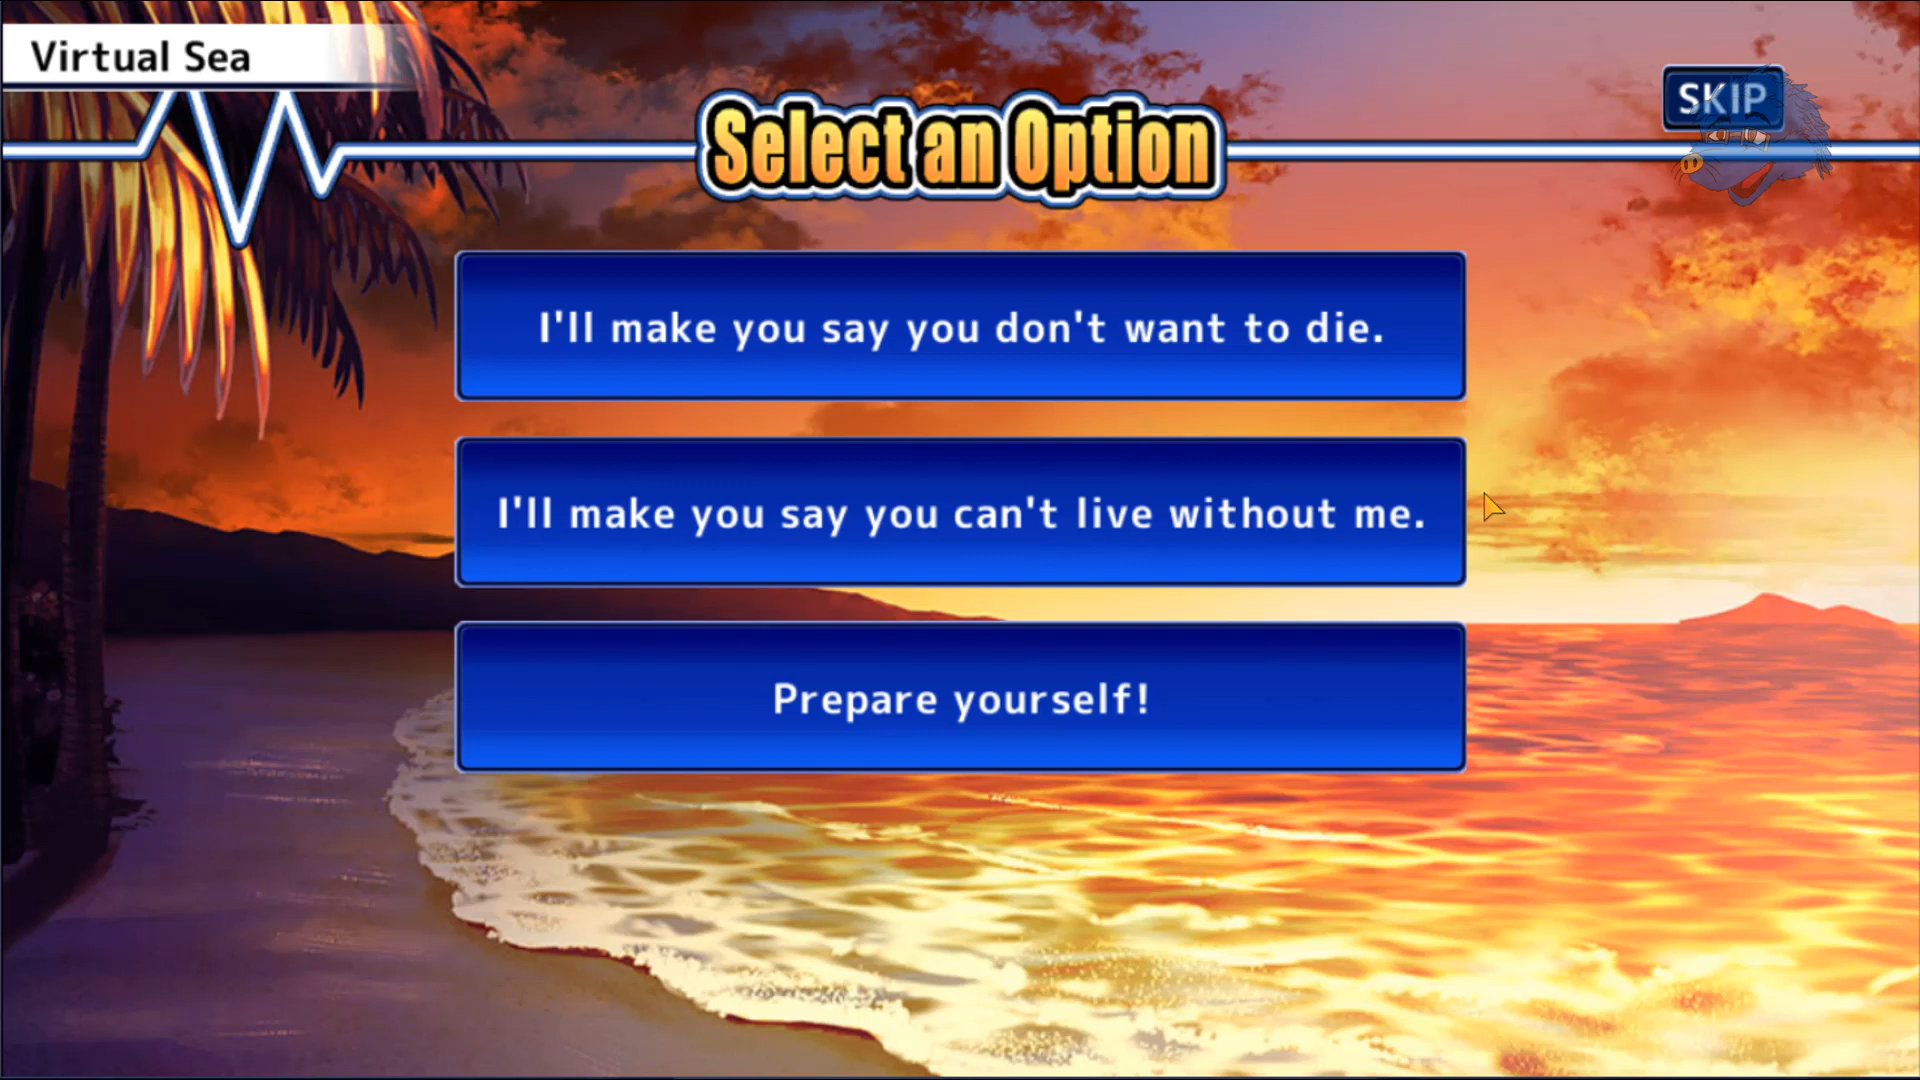 Virtual Sea
SKIP
Select an Option
I'll make you say you don't want to die.
I'll make you say you can't live without me.
Prepare yourself!